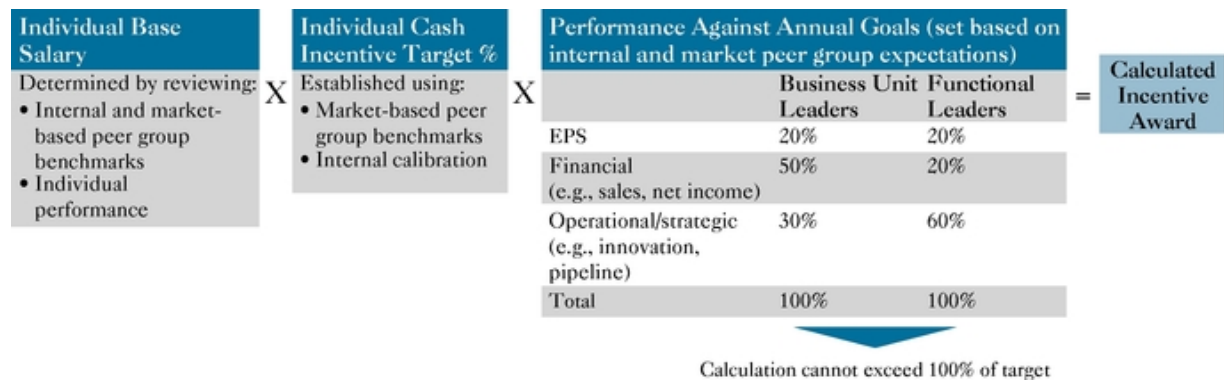 Individual Base
Salary
Determined by reviewing:
• Internal and market-
based peer group
benchmarks
• Individual
performance
X
Individual Cash
Incentive Target %
Established using:
• Market-based peer
group benchmarks
• Internal calibration
X
Performance Against Annual Goals (set based on
internal and market peer group expectations)
Business Unit Functional
Leaders Leaders
EPS 20% 20%
Financial 50% 20%
(e.g., sales, net income)
Operational/strategic 30% 60%
(e.g., innovation,
pipeline)
Total 100% 100%
Calculation cannot exceed 100% of target
=
Calculated
Incentive
Award